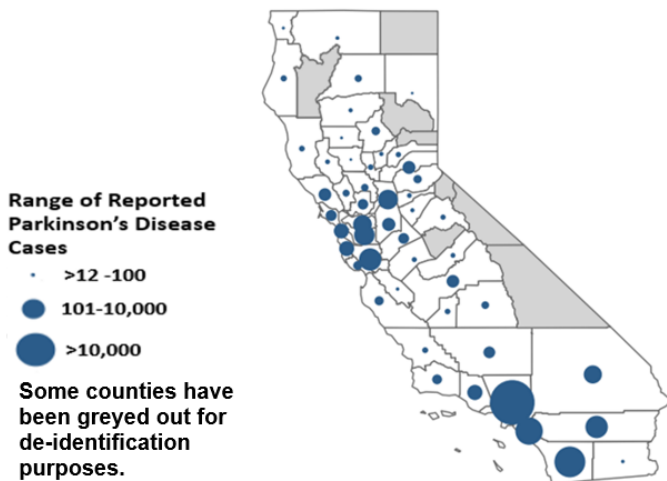 Range of Reported
Parkinson's Disease
Cases
>12 -100
101-10,000
>10,000
Some counties have
been greyed out for
de-identification
purposes.